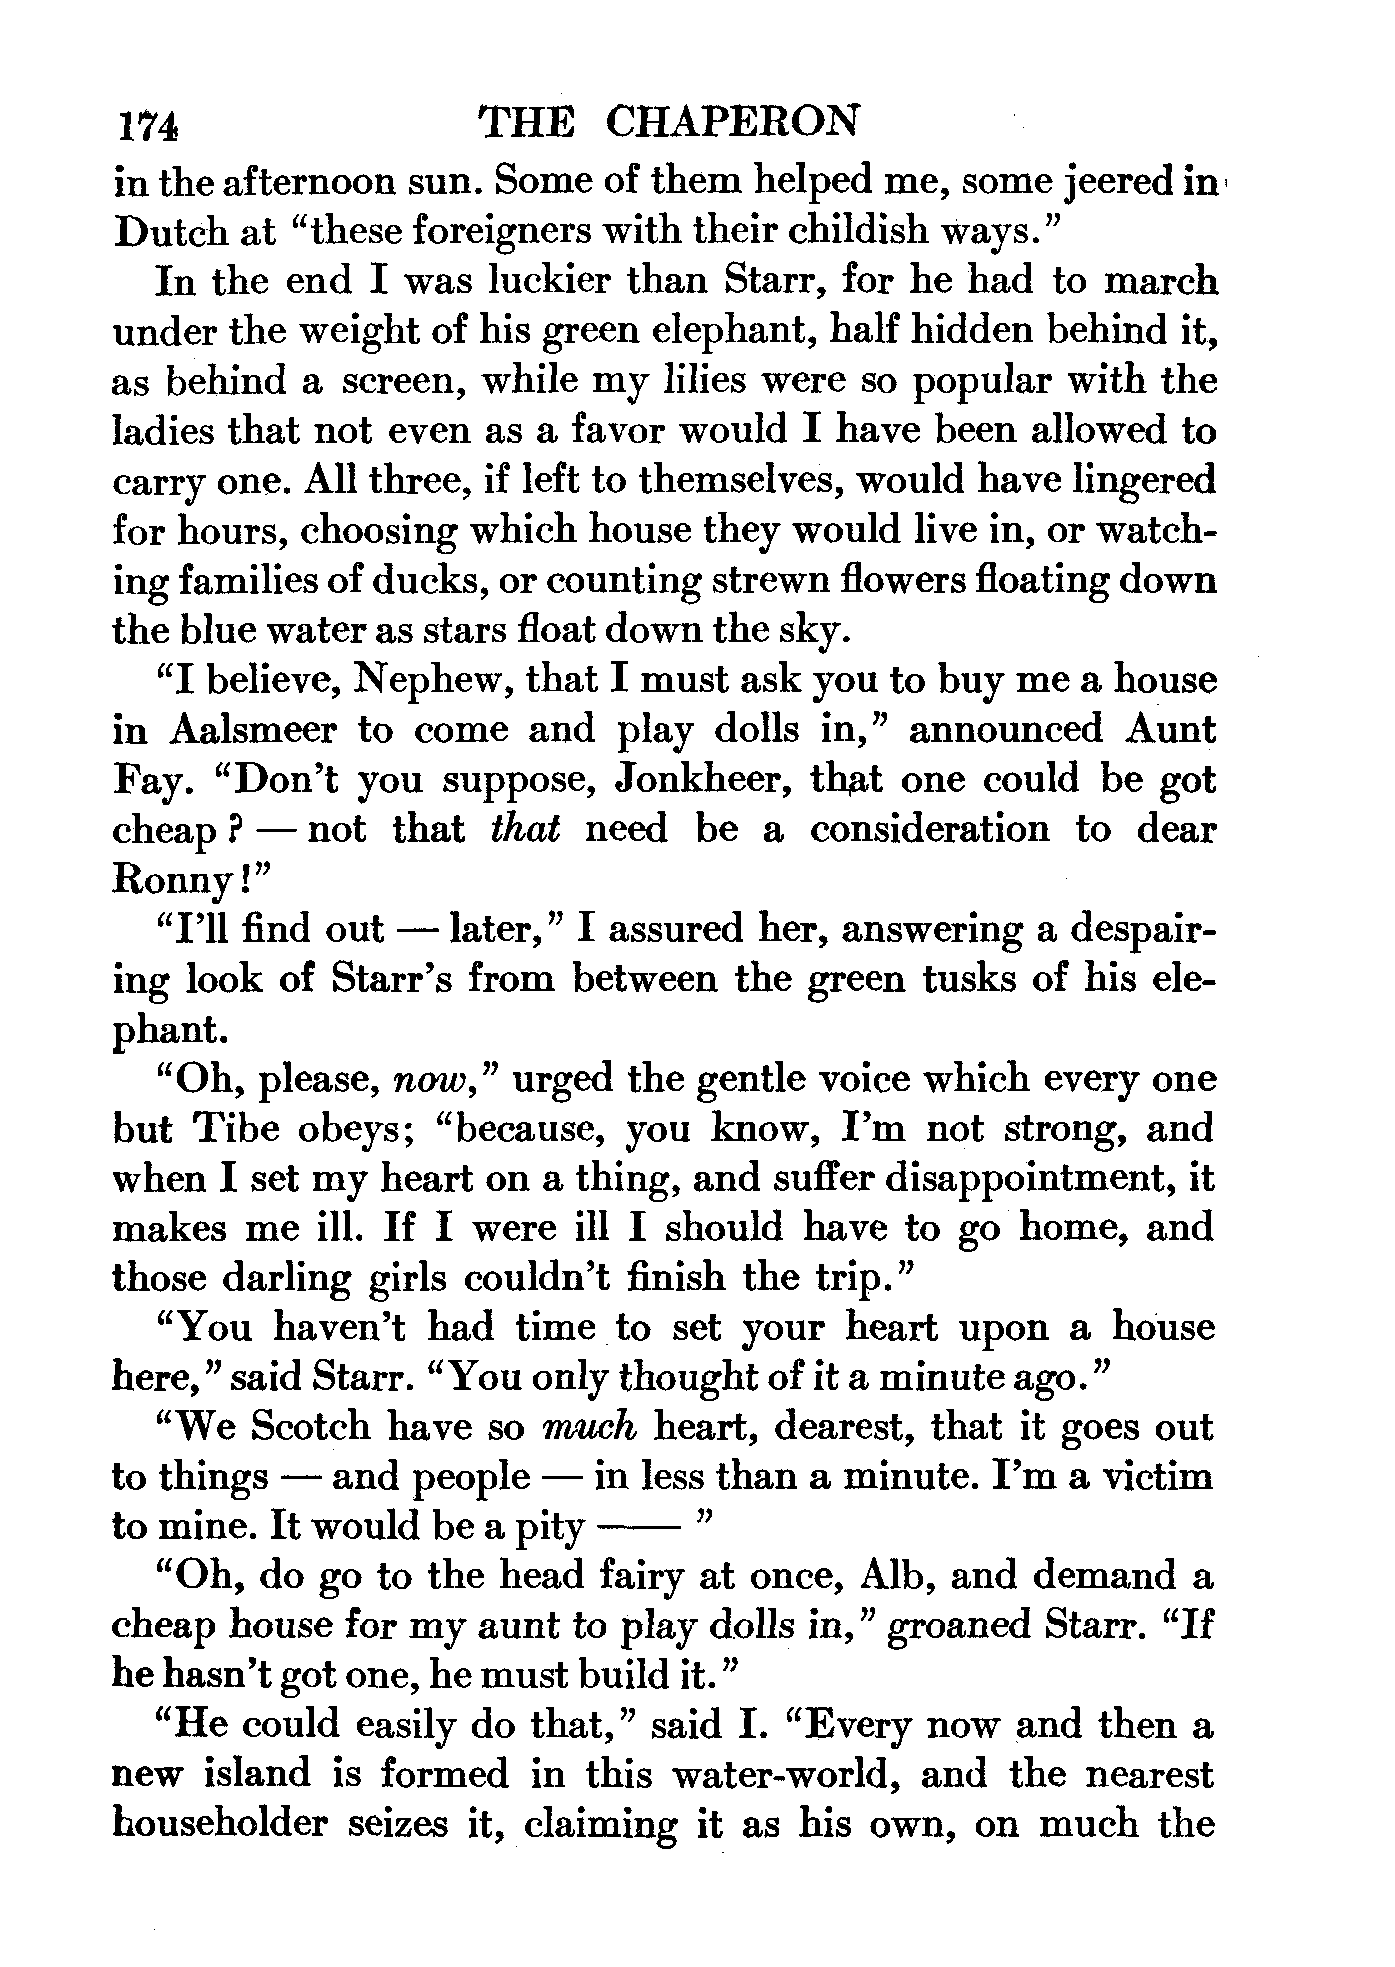 174 THE CHAPERON
in the afternoon sun. Some of them helped me, some jeered in
Dutch at “these foreigners with their childish ways.”
In the end I was luckier than Starr, for he had to march
under the weight of his green elephant, half hidden behind it,
as behind a screen, while my lilies were so popular with the
ladies that not even as a favor would I have been allowed to
carry one. All three, if left to themselves, would have lingered
for hours, choosing which house they would live in, or watch-
ing families of ducks, or counting strewn flowers floating down
the blue water as stars float down the sky.
“I believe, Nephew, that I must ask you to buy me a house
in Aalsmeer to come and play dolls in,” announced Aunt
Fay. “Don’t you suppose, Jonkheer, that one could be got
cheap? — not that that need be a consideration to dear
Ronny!”
“I’ll find out — later,” I assured her, answering a despair-
ing look of Starr’s from between the green tusks of his ele-
phant.
“Oh, please, now,” urged the gentle voice which every one
but Tibe obeys; “because, you know, I’m not strong, and
when I set my heart on a thing, and suffer disappointment, it
makes me ill. If I were ill I should have to go home, and
those darling girls couldn’t finish the trip.”
“You haven’t had time to set your heart upon a house
here,” said Starr. “You only thought of it a minute ago.”
“We Scotch have so much heart, dearest, that it goes out
to things — and people — in less than a minute. I’m a victim
to mine. It would be a pity —— ”
“Oh, do go to the head fairy at once, Alb, and demand a
cheap house for my aunt to play dolls in,” groaned Starr. “If
he hasn’t got one, he must build it.”
“He could easily do that,” said I. “Every now and then a
new island is formed in this water-world, and the nearest
householder seizes it, claiming it as his own, on much the